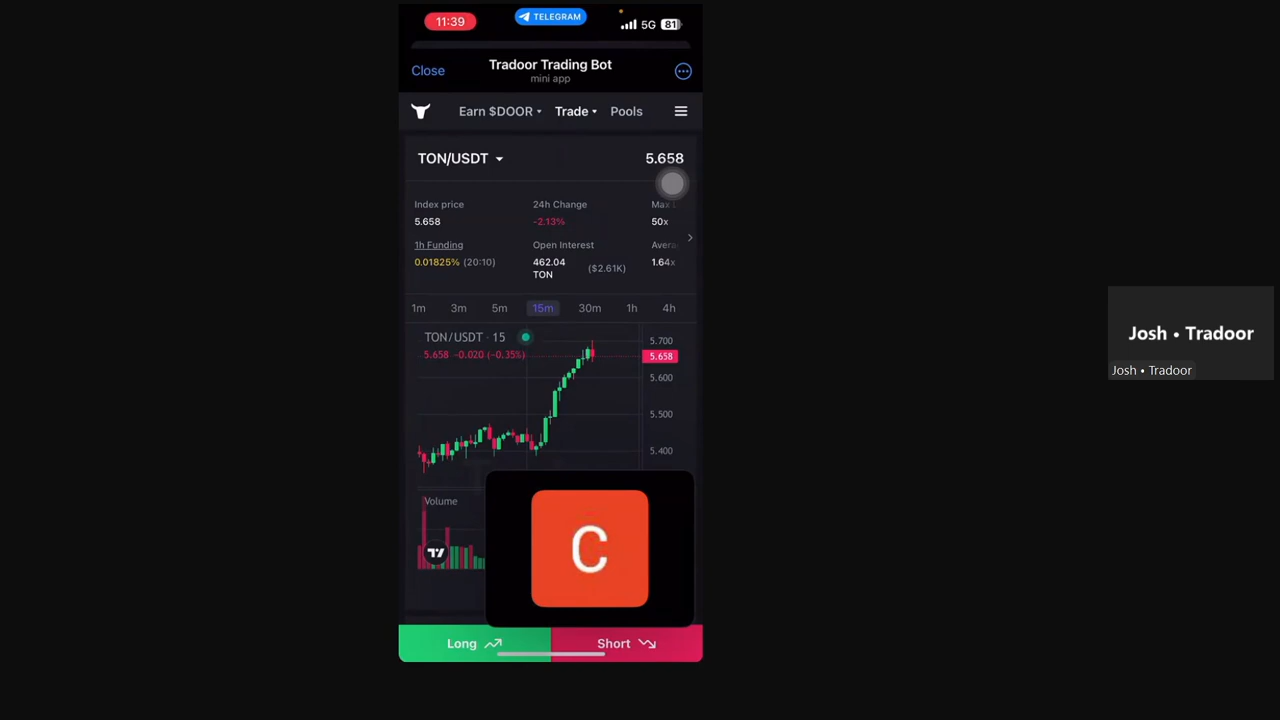 11:39
TELEGRAM
5G
81
Close
Tradoor Trading Bot
mini app
Earn $DOOR
Trade
Pools
TON/USDT
5.658
Index price
24h Change
Max
5.658
-2.13%
50x
1h Funding
Open Interest
0.01825% (20:10)
462.04 ($2.61K)
TON
1.64x
1m 3m 5m 15m 30m 1h 4h
TON/USDT · 15
5.658 −0.020 (−0.35%)
5.700
5.658
5.600
5.500
5.400
Volume
C
Long
Short
Josh • Tradoor
Josh • Tradoor